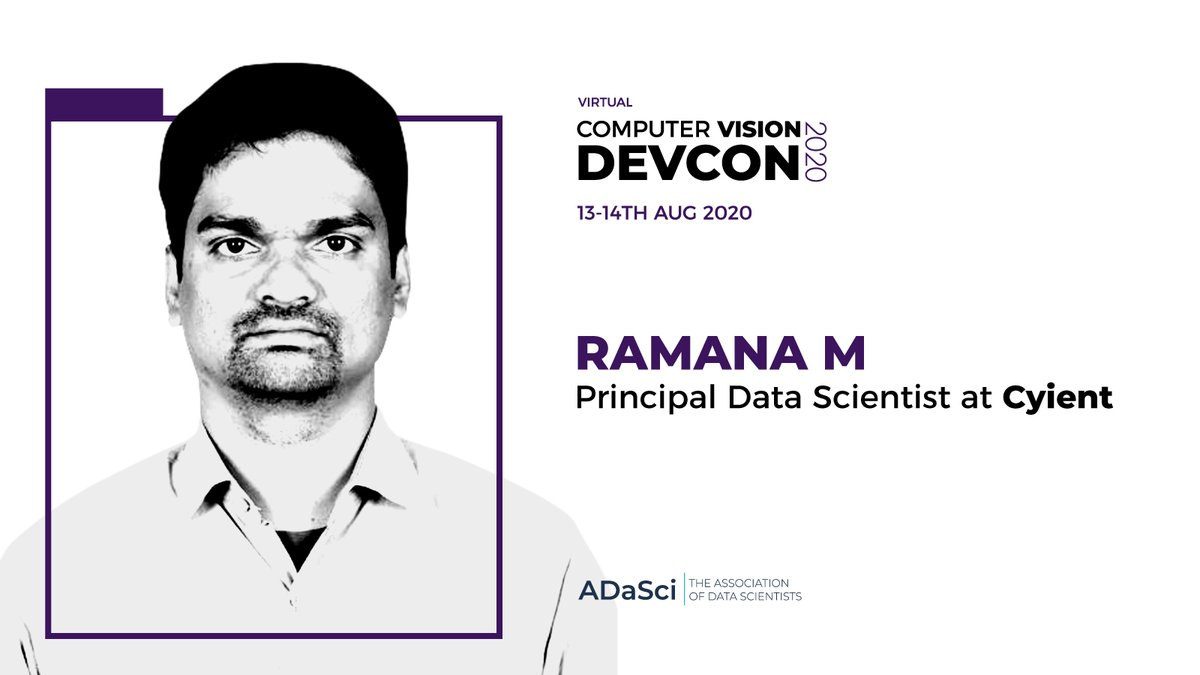 VIRTUAL
COMPUTER VISION
DEVCON 2020
13-14TH AUG 2020
RAMANA M
Principal Data Scientist at Cyient
ADaSci
THE ASSOCIATION
OF DATA SCIENTISTS